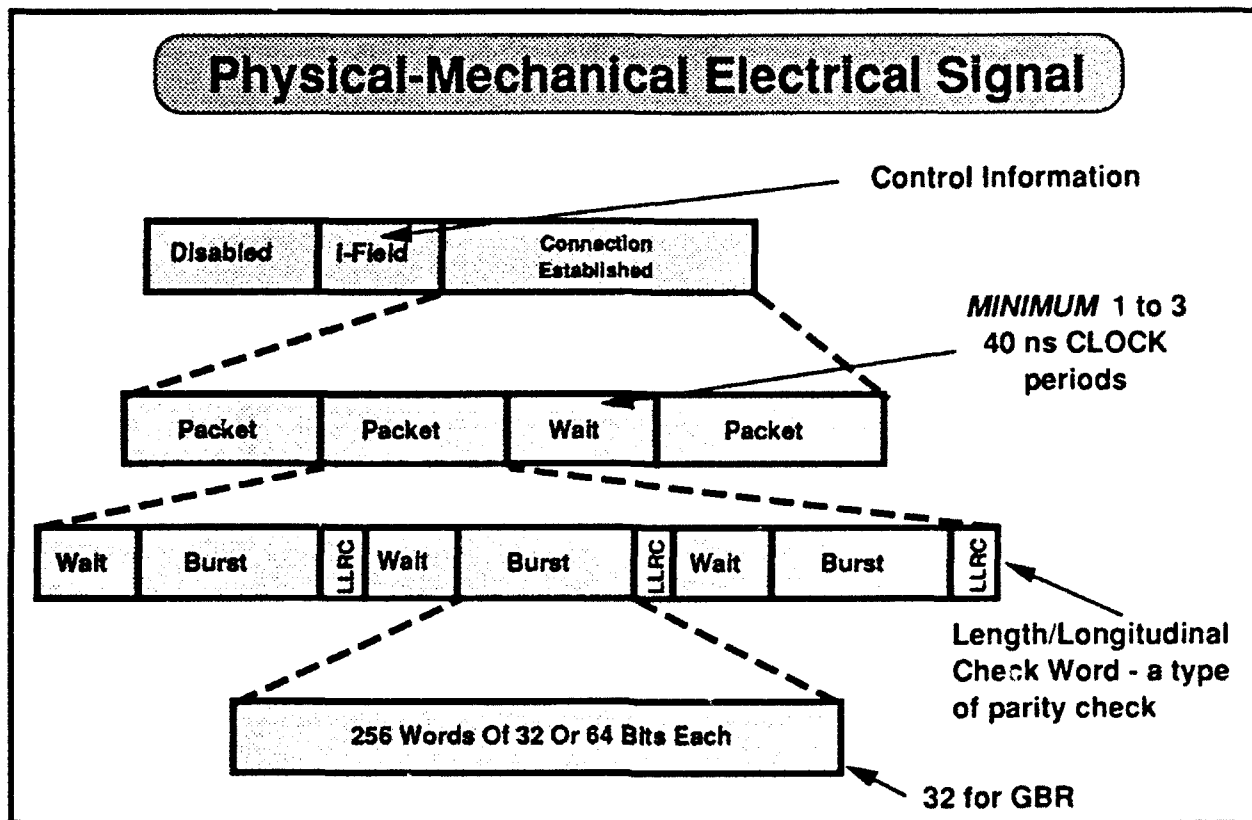 Physical-Mechanical Electrical Signal
Control Information
Disabled
I-Field
Connection
Established
MINIMUM 1 to 3
40 ns CLOCK
periods
Packet
Packet
Wait
Packet
Wait
Burst
LLRC
Wait
Burst
LLRC
Wait
Burst
LLRC
Length/Longitudinal
Check Word - a type
of parity check
256 Words Of 32 Or 64 Bits Each
32 for GBR